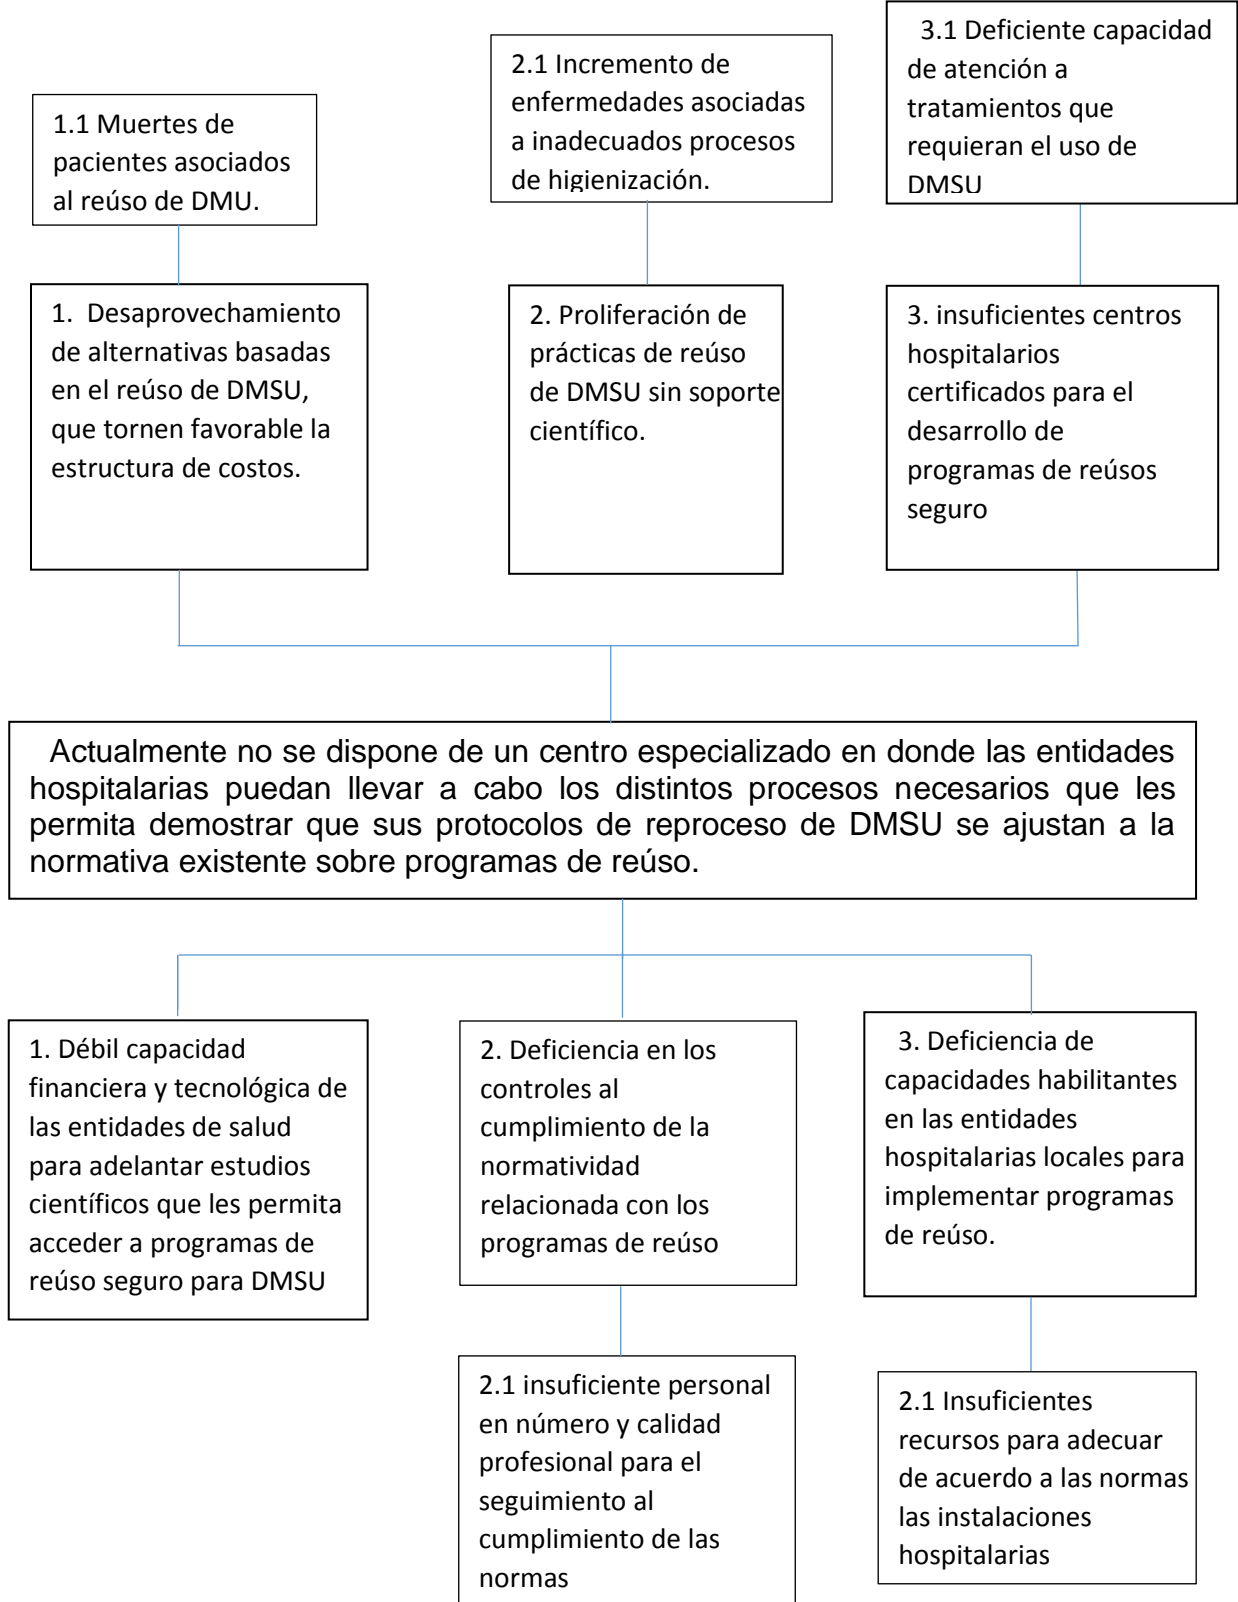 1.1 Muertes de
pacientes asociados
al reúso de DMU.
2.1 Incremento de
enfermedades asociadas
a inadecuados procesos
de higienización.
3.1 Deficiente capacidad
de atención a
tratamientos que
requieran el uso de
DMSU
1. Desaprovechamiento
de alternativas basadas
en el reúso de DMSU,
que tornen favorable la
estructura de costos.
2. Proliferación de
prácticas de reúso
de DMSU sin soporte
científico.
3. insuficientes centros
hospitalarios
certificados para el
desarrollo de
programas de reúsos
seguro
Actualmente no se dispone de un centro especializado en donde las entidades
hospitalarias puedan llevar a cabo los distintos procesos necesarios que les
permita demostrar que sus protocolos de reproceso de DMSU se ajustan a la
normativa existente sobre programas de reúso.
1. Débil capacidad
financiera y tecnológica de
las entidades de salud
para adelantar estudios
científicos que les permita
acceder a programas de
reúso seguro para DMSU
2. Deficiencia en los
controles al
cumplimiento de la
normatividad
relacionada con los
programas de reúso
3. Deficiencia de
capacidades habilitantes
en las entidades
hospitalarias locales para
implementar programas
de reúso.
2.1 insuficiente personal
en número y calidad
profesional para el
seguimiento al
cumplimiento de las
normas
2.1 Insuficientes
recursos para adecuar
de acuerdo a las normas
las instalaciones
hospitalarias